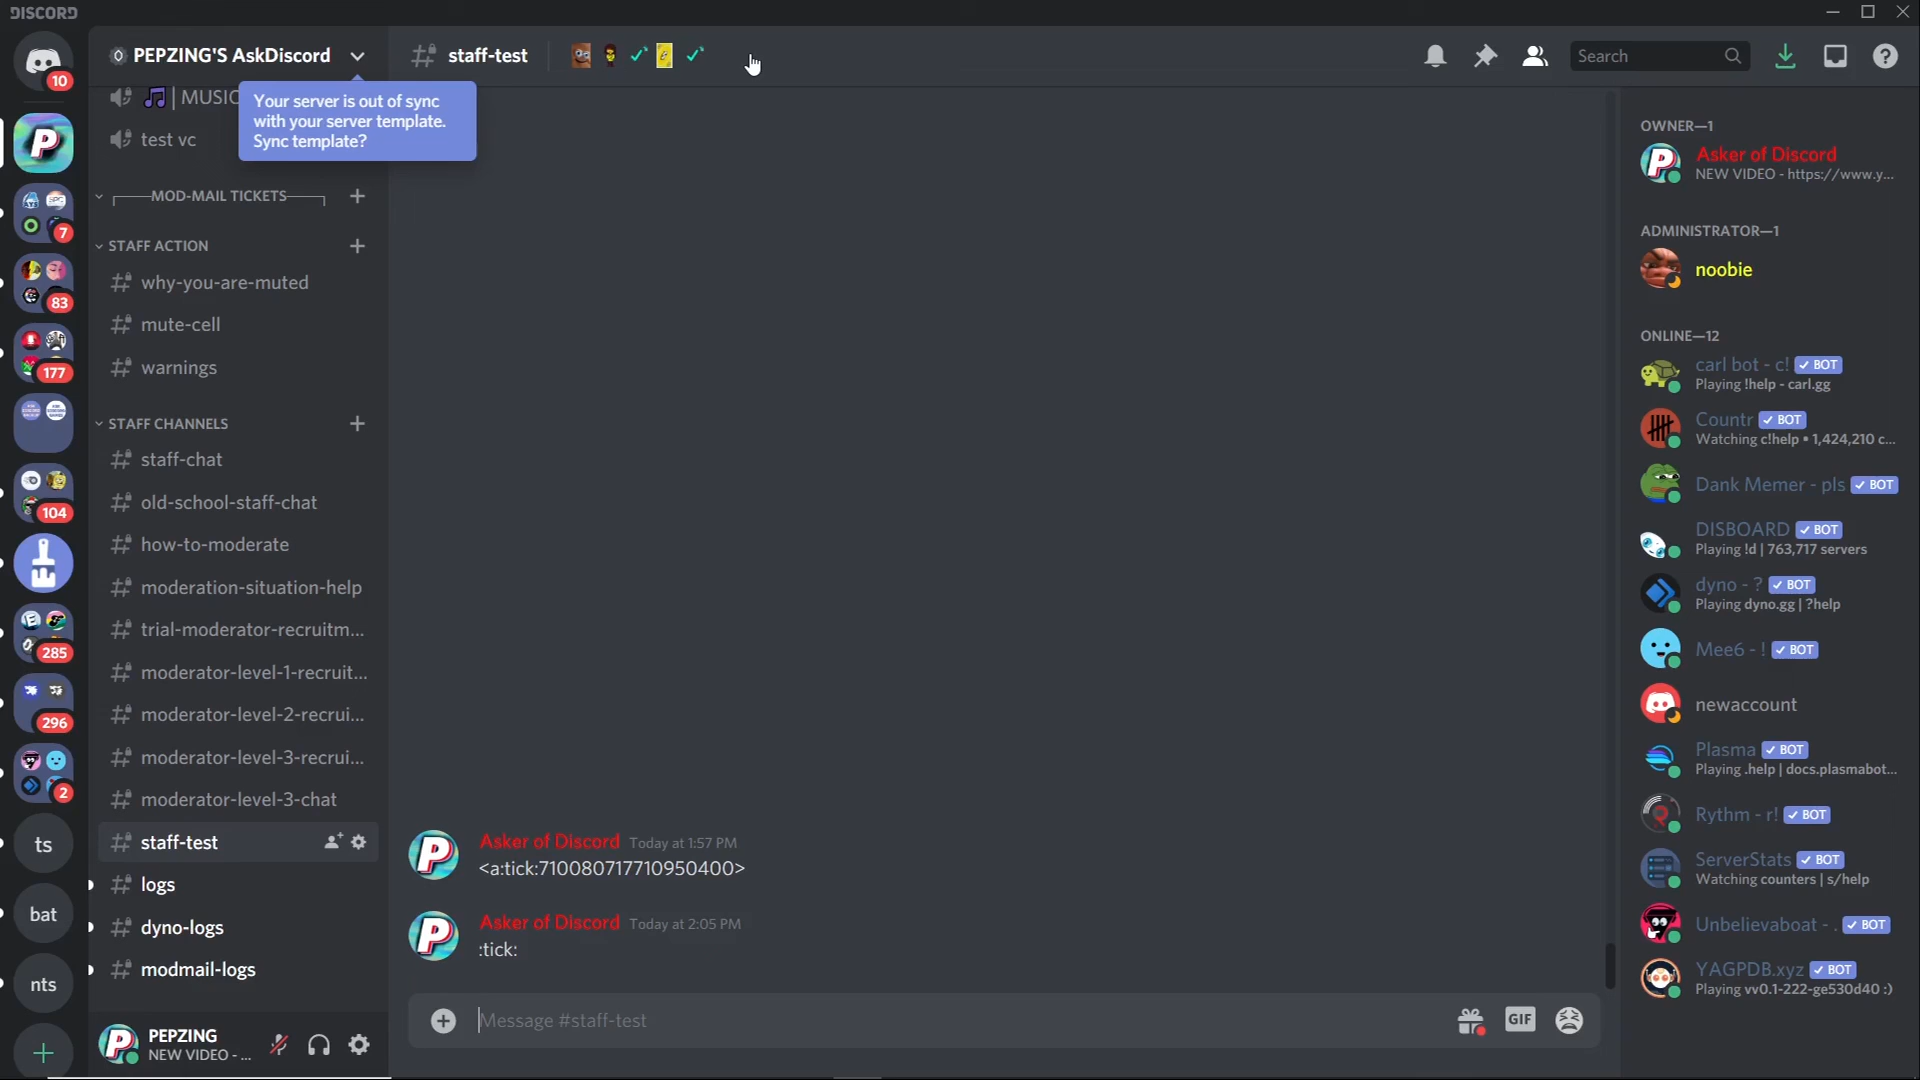 DISCORD
10
PEPZING'S AskDiscord
staff-test
Search
MUSIC
test vc
Your server is out of sync
with your server template.
Sync template?
MOD-MAIL TICKETS
STAFF ACTION
# why-you-are-muted
# mute-cell
# warnings
STAFF CHANNELS
# staff-chat
# old-school-staff-chat
# how-to-moderate
# moderation-situation-help
# trial-moderator-recruitm...
# moderator-level-1-recruit...
# moderator-level-2-recrui...
# moderator-level-3-recrui...
# moderator-level-3-chat
# staff-test
# logs
# dyno-logs
# modmail-logs
PEPZING
NEW VIDEO - ...
7
83
177
104
285
296
2
ts
bat
nts
Asker of Discord Today at 1:57 PM
<a:tick:710080717710950400>
Asker of Discord Today at 2:05 PM
:tick:
Message #staff-test
GIF
OWNER—1
Asker of Discord
NEW VIDEO - https://www.y...
ADMINISTRATOR—1
noobie
ONLINE—12
carl bot - c! ✓ BOT
Playing !help - carl.gg
Countr ✓ BOT
Watching c!help • 1,424,210 c...
Dank Memer - pls ✓ BOT
DISBOARD ✓ BOT
Playing !d | 763,717 servers
dyno - ? ✓ BOT
Playing dyno.gg | ?help
Mee6 - ! ✓ BOT
newaccount
Plasma ✓ BOT
Playing .help | docs.plasmabot...
Rythm - r! ✓ BOT
ServerStats ✓ BOT
Watching counters | s/help
Unbelievaboat - . ✓ BOT
YAGPDB.xyz ✓ BOT
Playing vv0.1-222-ge530d40 :)